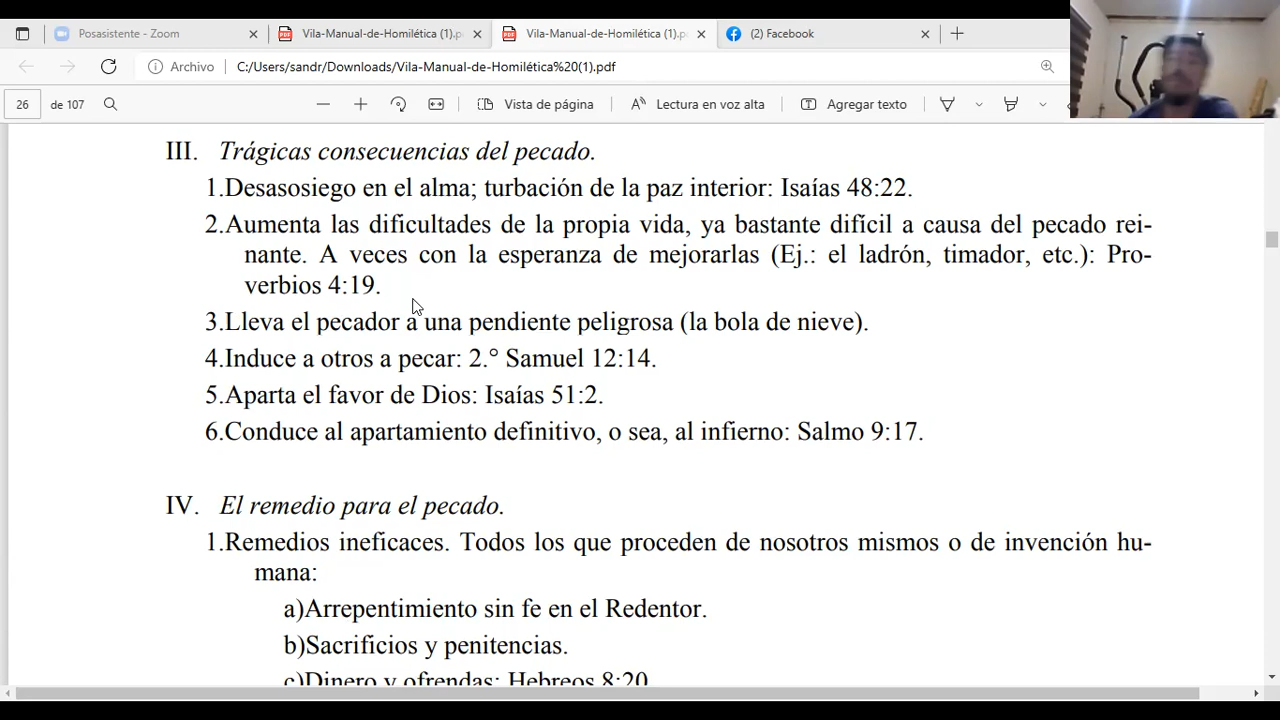 Posasistente - Zoom
Vila-Manual-de-Homilética (1).p
Vila-Manual-de-Homilética (1).p
(2) Facebook
Archivo C:/Users/sandr/Downloads/Vila-Manual-de-Homilética%20(1).pdf
26 de 107 Vista de página Lectura en voz alta Agregar texto
III. Trágicas consecuencias del pecado.
1.Desasosiego en el alma; turbación de la paz interior: Isaías 48:22.
2.Aumenta las dificultades de la propia vida, ya bastante difícil a causa del pecado rei-
nante. A veces con la esperanza de mejorarlas (Ej.: el ladrón, timador, etc.): Pro-
verbios 4:19.
3.Lleva el pecador a una pendiente peligrosa (la bola de nieve).
4.Induce a otros a pecar: 2.° Samuel 12:14.
5.Aparta el favor de Dios: Isaías 51:2.
6.Conduce al apartamiento definitivo, o sea, al infierno: Salmo 9:17.
IV. El remedio para el pecado.
1.Remedios ineficaces. Todos los que proceden de nosotros mismos o de invención hu-
mana:
a)Arrepentimiento sin fe en el Redentor.
b)Sacrificios y penitencias.
c)Dinero y ofrendas: Hebreos 8:20.